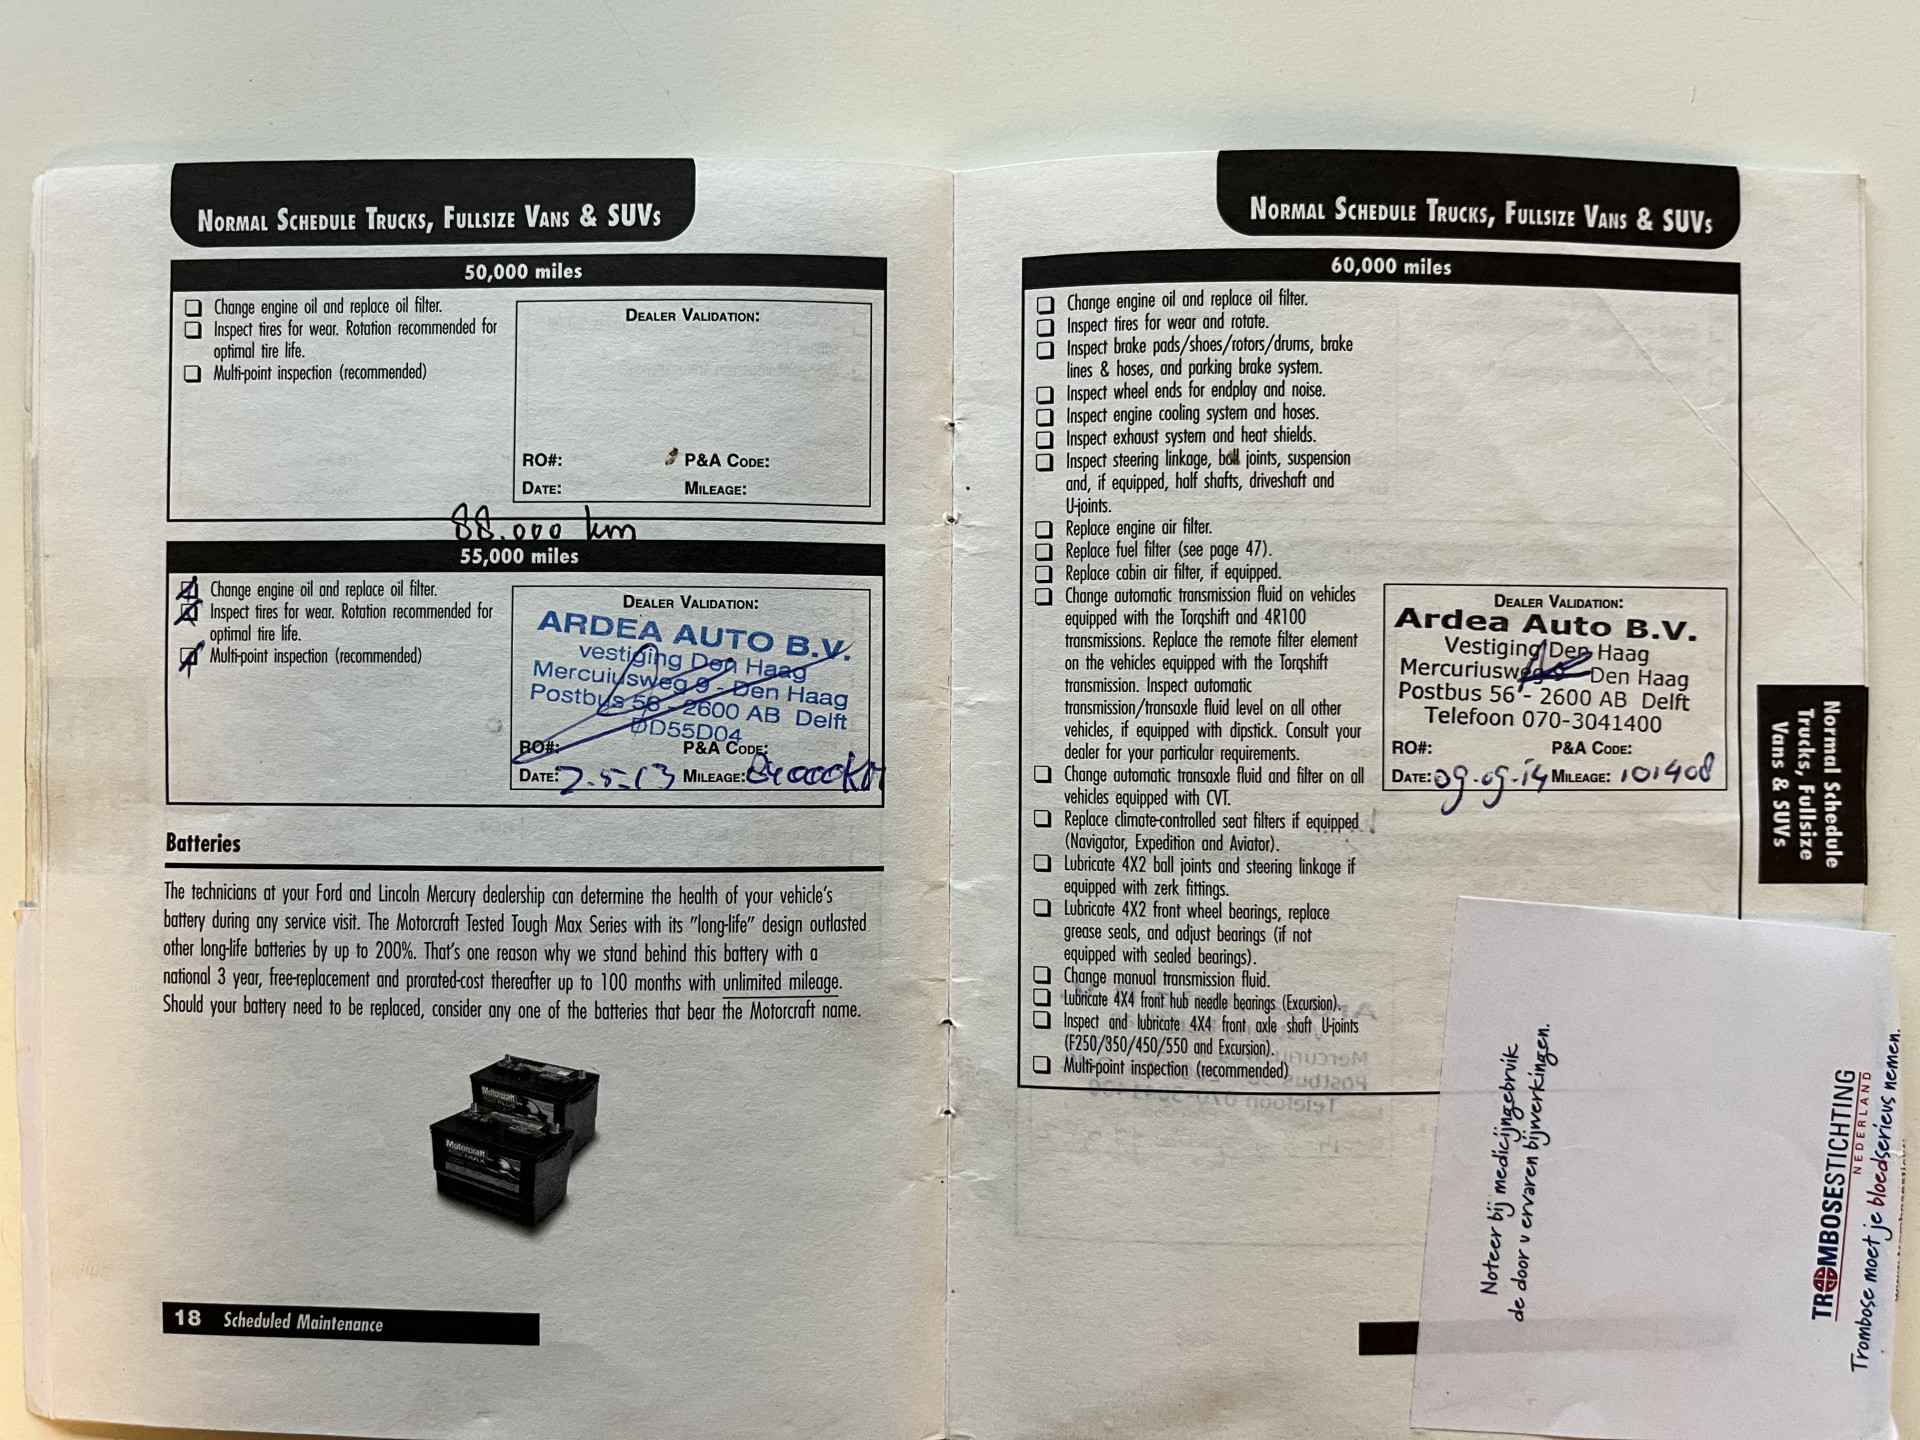 Normal Schedule Trucks, Fullsize Vans & SUVs
50,000 miles
Change engine oil and replace oil filter.
Inspect tires for wear. Rotation recommended for
optimal tire life.
Multi-point inspection (recommended)
Dealer Validation:
RO#: P&A Code:
Date: Mileage:
88.000 km
55,000 miles
Change engine oil and replace oil filter.
Inspect tires for wear. Rotation recommended for
optimal tire life.
Multi-point inspection (recommended)
Dealer Validation:
ARDEA AUTO B.V.
vestiging Den Haag
Mercuiusweg 9 - Den Haag
Postbus 56 - 2600 AB Delft
DD55D04
RO#: P&A Code:
Date: 7-5-13 Mileage:
Batteries
The technicians at your Ford and Lincoln Mercury dealership can determine the health of your vehicle's
battery during any service visit. The Motorcraft Tested Tough Max Series with its "long-life" design outlasted
other long-life batteries by up to 200%. That's one reason why we stand behind this battery with a
national 3 year, free-replacement and prorated-cost thereafter up to 100 months with unlimited mileage.
Should your battery need to be replaced, consider any one of the batteries that bear the Motorcraft name.
Motorcraft
Motorcraft
18 Scheduled Maintenance
Normal Schedule Trucks, Fullsize Vans & SUVs
60,000 miles
Change engine oil and replace oil filter.
Inspect tires for wear and rotate.
Inspect brake pads/shoes/rotors/drums, brake
lines & hoses, and parking brake system.
Inspect wheel ends for endplay and noise.
Inspect engine cooling system and hoses.
Inspect exhaust system and heat shields.
Inspect steering linkage, ball joints, suspension
and, if equipped, half shafts, driveshaft and
U-joints.
Replace engine air filter.
Replace fuel filter (see page 47).
Replace cabin air filter, if equipped.
Change automatic transmission fluid on vehicles
equipped with the Torqshift and 4R100
transmissions. Replace the remote filter element
on the vehicles equipped with the Torqshift
transmission. Inspect automatic
transmission/transaxle fluid level on all other
vehicles, if equipped with dipstick. Consult your
dealer for your particular requirements.
Change automatic transaxle fluid and filter on all
vehicles equipped with CVT.
Replace climate-controlled seat filters if equipped
(Navigator, Expedition and Aviator).
Lubricate 4X2 ball joints and steering linkage if
equipped with zerk fittings.
Lubricate 4X2 front wheel bearings, replace
grease seals, and adjust bearings (if not
equipped with sealed bearings).
Change manual transmission fluid.
Lubricate 4X4 front hub needle bearings (Excursion).
Inspect and lubricate 4X4 front axle shaft U-joints
(F250/350/450/550 and Excursion).
Multi-point inspection (recommended)
Dealer Validation:
Ardea Auto B.V.
Vestiging Den Haag
Mercuriusweg 9 - Den Haag
Postbus 56 - 2600 AB Delft
Telefoon 070-3041400
RO#: P&A Code:
Date: 09-09-14 Mileage: 101408
Normal Schedule
Trucks, Fullsize
Vans & SUVs
Noteer bij medicijngebruik
de door u ervaren bijwerkingen.
TROMBOSESTICHTING
NEDERLAND
Trombose moet je bloedserieus nemen.